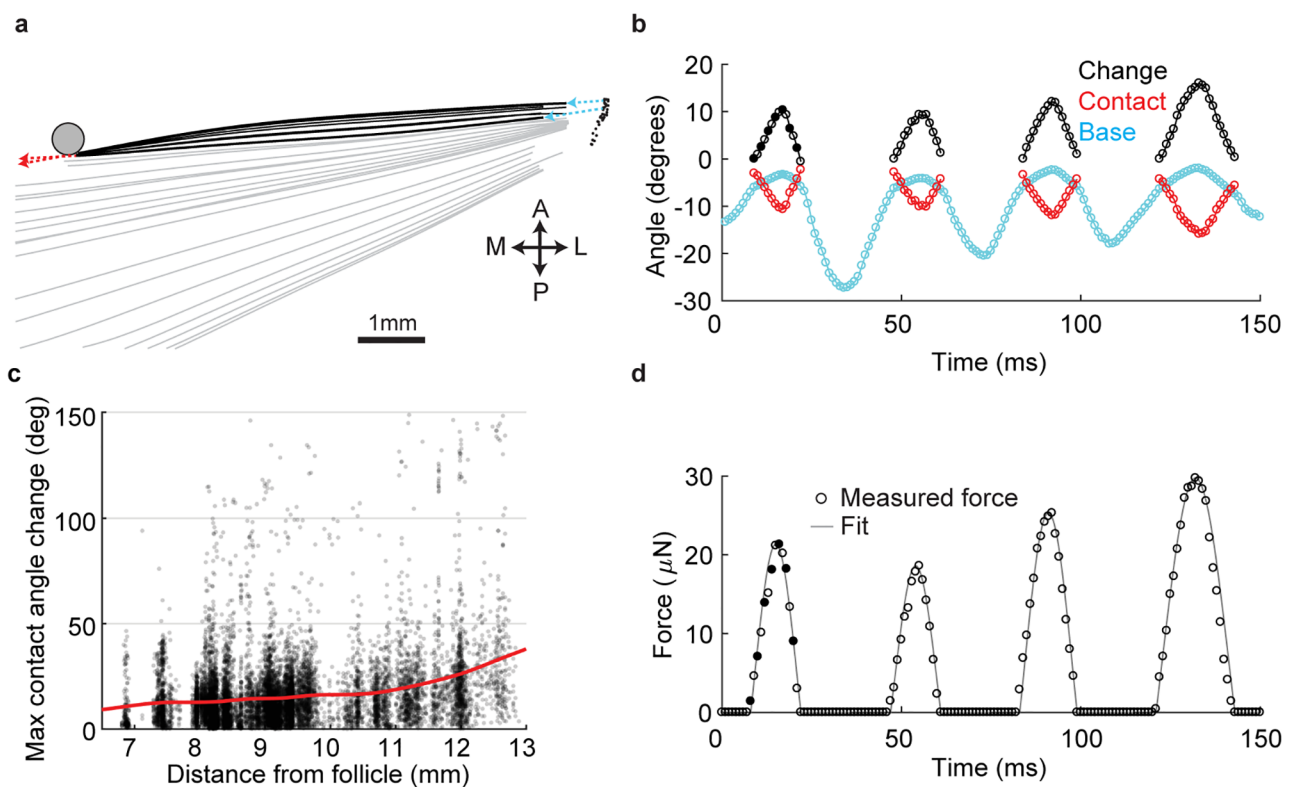 a
A
M L
P
1mm
b
20
10
0
-10
-20
-30
Angle (degrees)
Change
Contact
Base
0 50 100 150
Time (ms)
c
150
100
50
0
Max contact angle change (deg)
7 8 9 10 11 12 13
Distance from follicle (mm)
d
30
20
10
0
Force (μN)
Measured force
Fit
0 50 100 150
Time (ms)